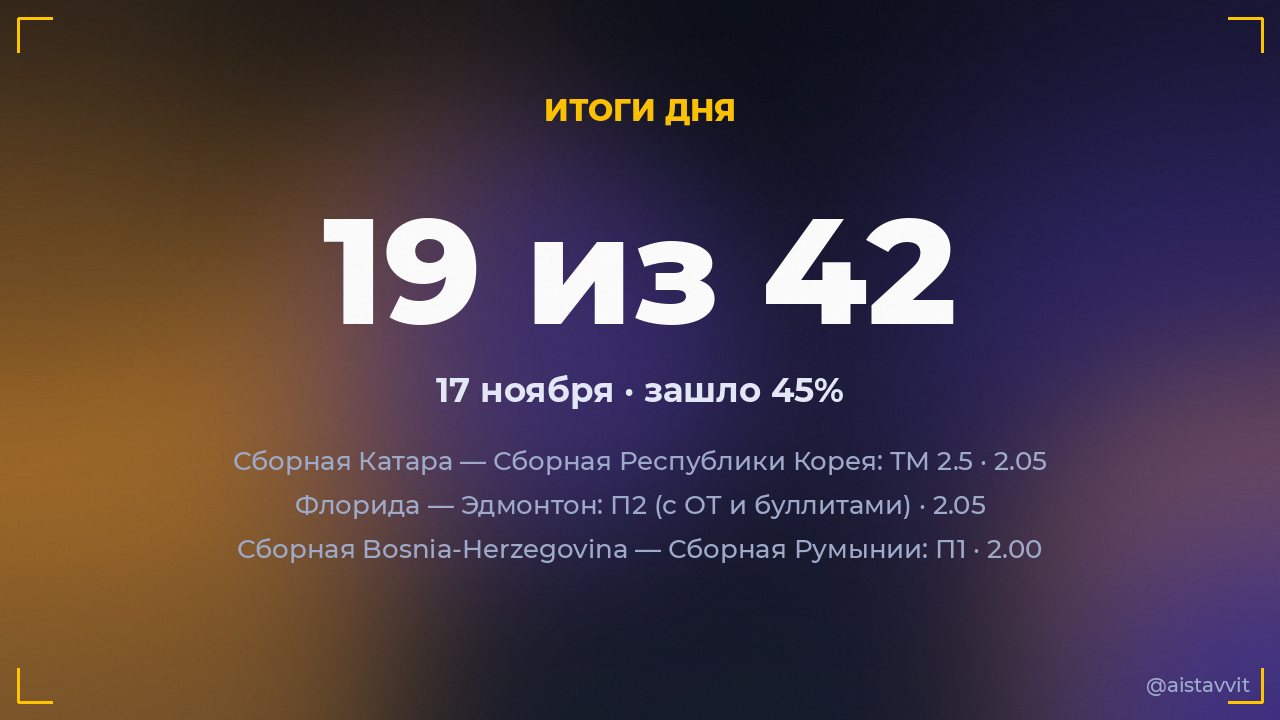 ИТОГИ ДНЯ
19 из 42
17 ноября · зашло 45%
Сборная Катара — Сборная Республики Корея: ТМ 2.5 · 2.05
Флорида — Эдмонтон: П2 (с ОТ и буллитами) · 2.05
Сборная Bosnia-Herzegovina — Сборная Румынии: П1 · 2.00
@aistavvit